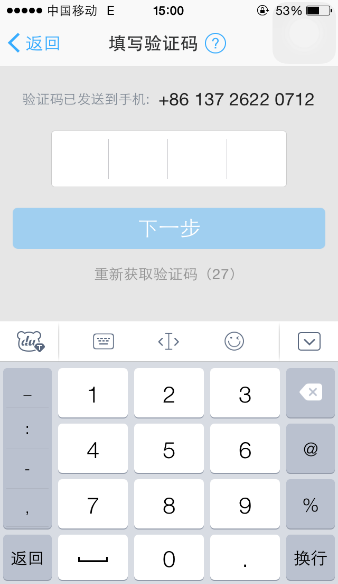 中国移动 E 15:00 53%
返回 填写验证码 ?
验证码已发送到手机: +86 137 2622 0712
下一步
重新获取验证码（27）
du T
_ 1 2 3
: 4 5 6 @
- 7 8 9 %
,
返回 0 . 换行